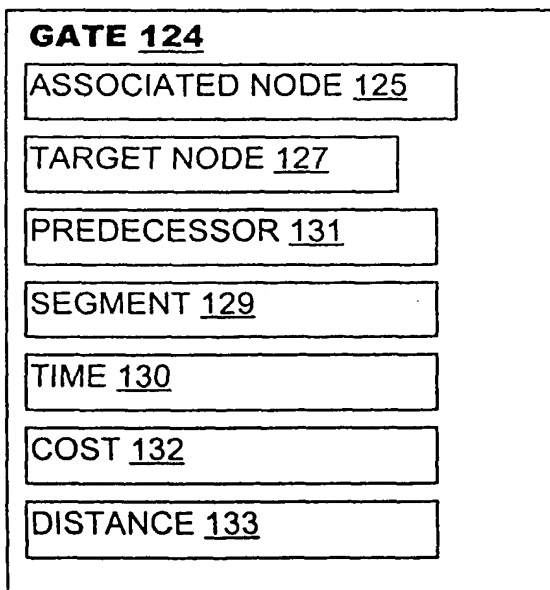 GATE 124
ASSOCIATED NODE 125
TARGET NODE 127
PREDECESSOR 131
SEGMENT 129
TIME 130
COST 132
DISTANCE 133